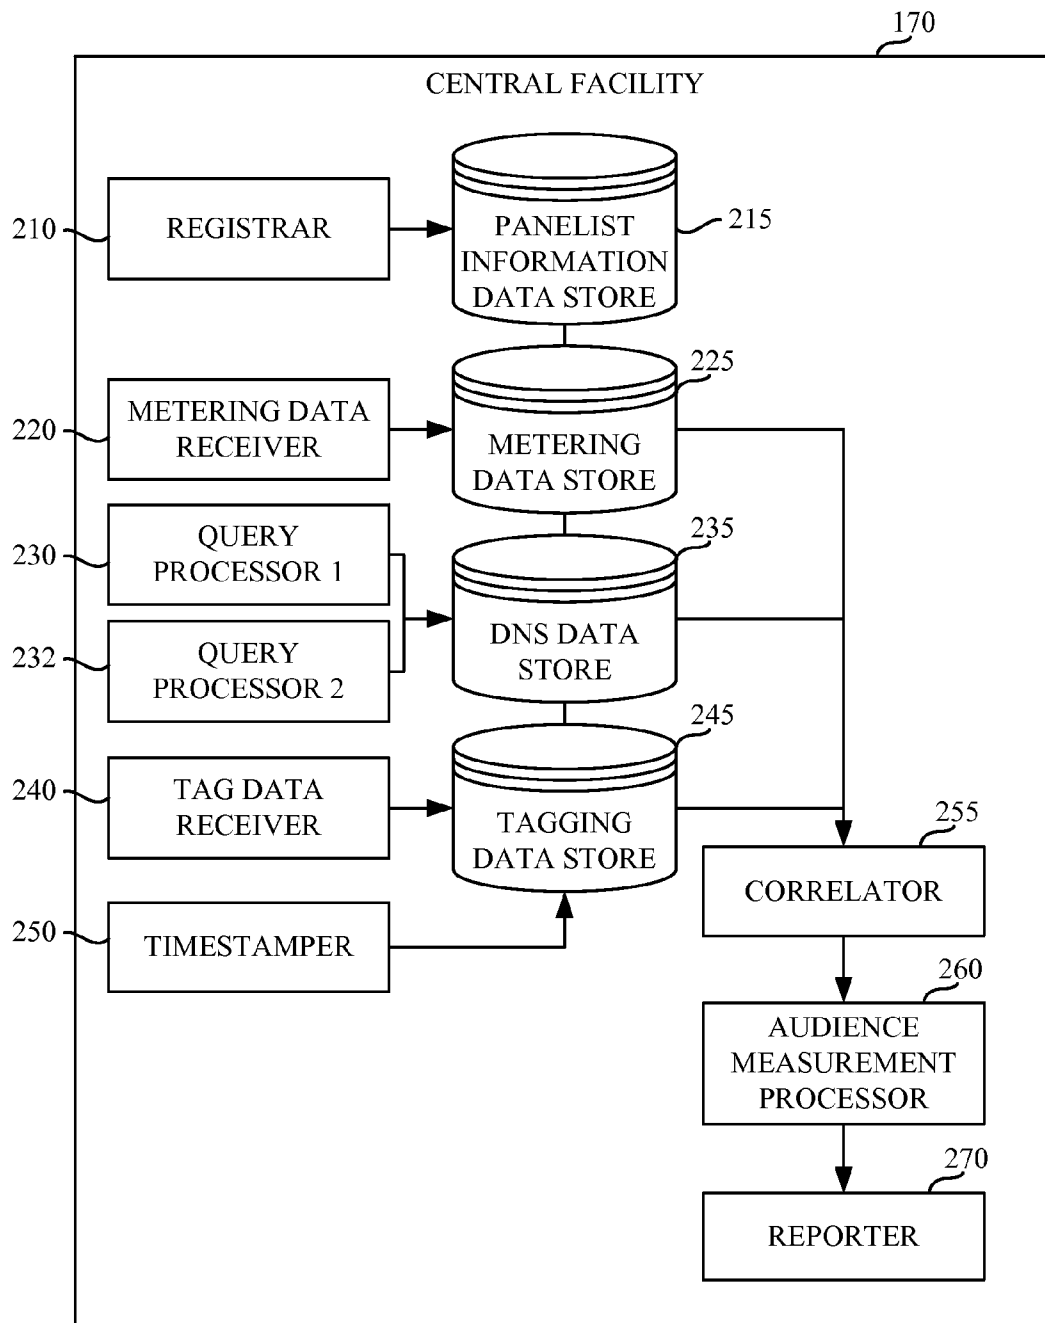 170
CENTRAL FACILITY
210
REGISTRAR
PANELIST
INFORMATION
DATA STORE
215
220
METERING DATA
RECEIVER
METERING
DATA STORE
225
230
QUERY
PROCESSOR 1
232
QUERY
PROCESSOR 2
DNS DATA
STORE
235
240
TAG DATA
RECEIVER
TAGGING
DATA STORE
245
250
TIMESTAMPER
255
CORRELATOR
260
AUDIENCE
MEASUREMENT
PROCESSOR
270
REPORTER